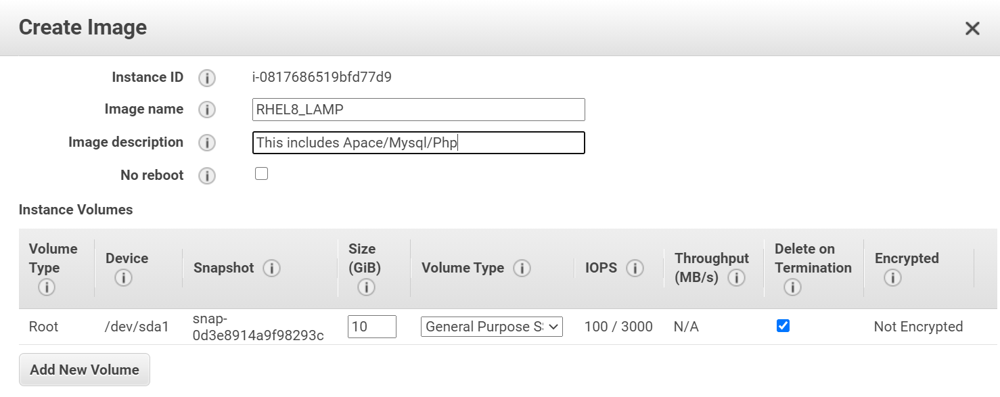 Create Image
Instance ID i-0817686519bfd77d9
Image name RHEL8_LAMP
Image description This includes Apace/Mysql/Php
No reboot
Instance Volumes
Volume Type Device Snapshot Size (GiB) Volume Type IOPS Throughput (MB/s) Delete on Termination Encrypted
Root /dev/sda1 snap-0d3e8914a9f98293c 10 General Purpose S 100 / 3000 N/A Not Encrypted
Add New Volume